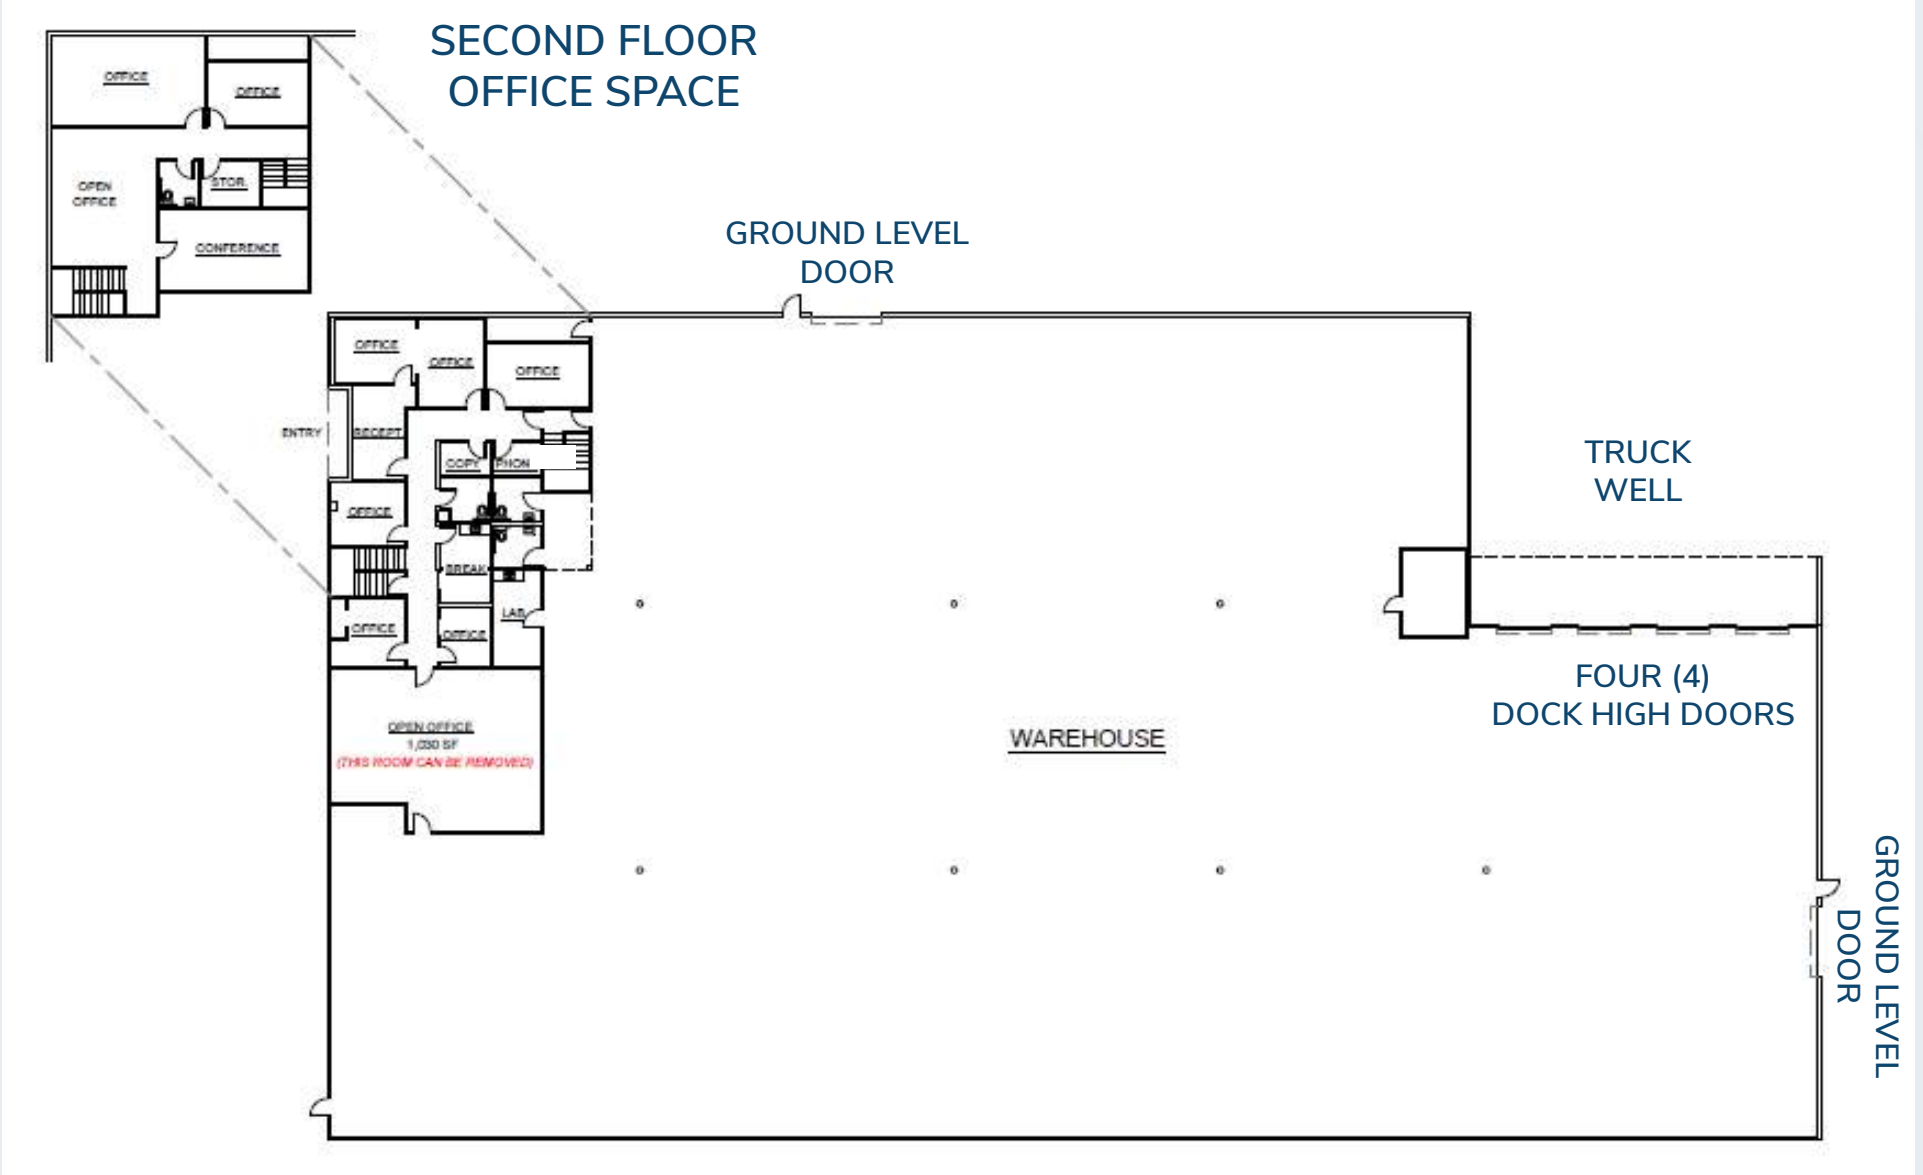 SECOND FLOOR
OFFICE SPACE
OFFICE
OFFICE
OPEN
OFFICE
STOR.
CONFERENCE
GROUND LEVEL
DOOR
OFFICE
OFFICE
OFFICE
ENTRY
RECEPT
COPY
PHON
OFFICE
BREAK
LAB
OFFICE
OFFICE
OPEN OFFICE
1,030 SF
(THIS ROOM CAN BE REMOVED)
WAREHOUSE
TRUCK
WELL
FOUR (4)
DOCK HIGH DOORS
GROUND LEVEL
DOOR